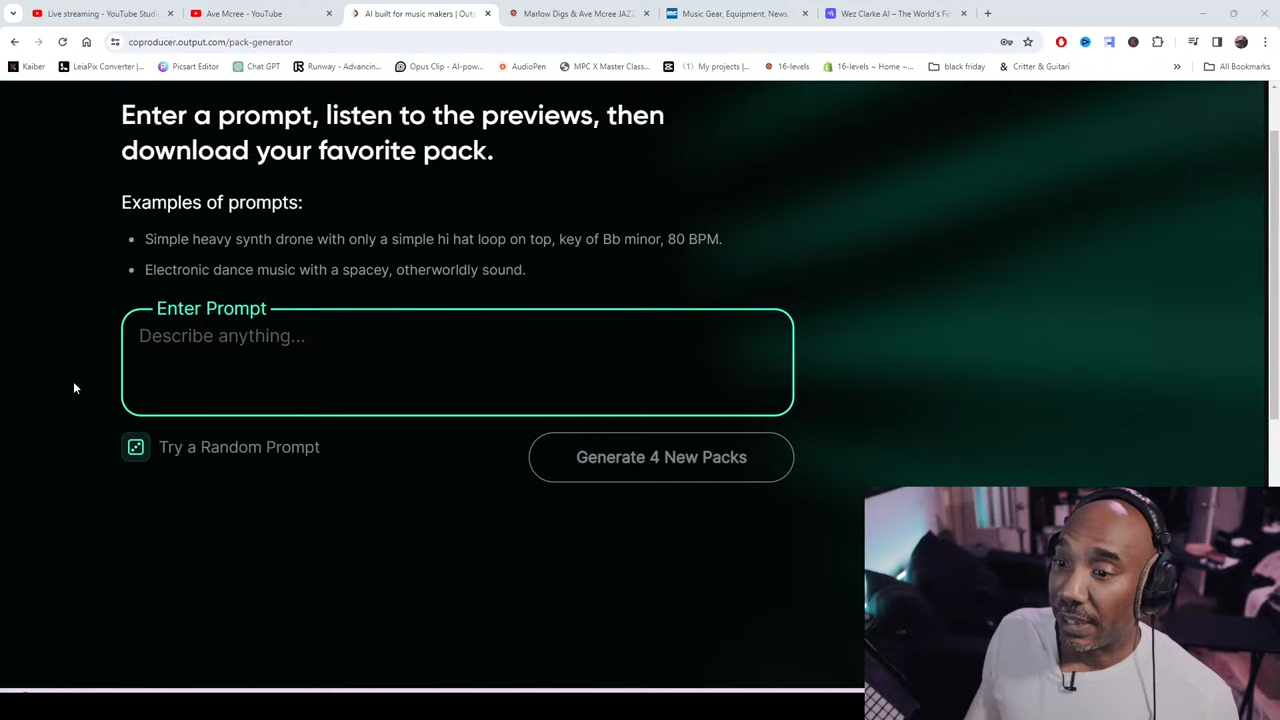 Live streaming - YouTube Studi
Ave Mcree - YouTube
AI built for music makers | Outp
Marlow Digs & Ave Mcree JAZZ
Music Gear, Equipment, News,
Wez Clarke AI – The World's Fir
coproducer.output.com/pack-generator
Kaiber
LeiaPix Converter |...
Picsart Editor
Chat GPT
Runway - Advancin...
Opus Clip - AI-pow...
AudioPen
MPC X Master Class...
(1) My projects |...
16-levels
16-levels ~ Home ~...
black friday
Critter & Guitari
All Bookmarks
Enter a prompt, listen to the previews, then
download your favorite pack.
Examples of prompts:
• Simple heavy synth drone with only a simple hi hat loop on top, key of Bb minor, 80 BPM.
• Electronic dance music with a spacey, otherworldly sound.
Enter Prompt
Describe anything...
Try a Random Prompt
Generate 4 New Packs